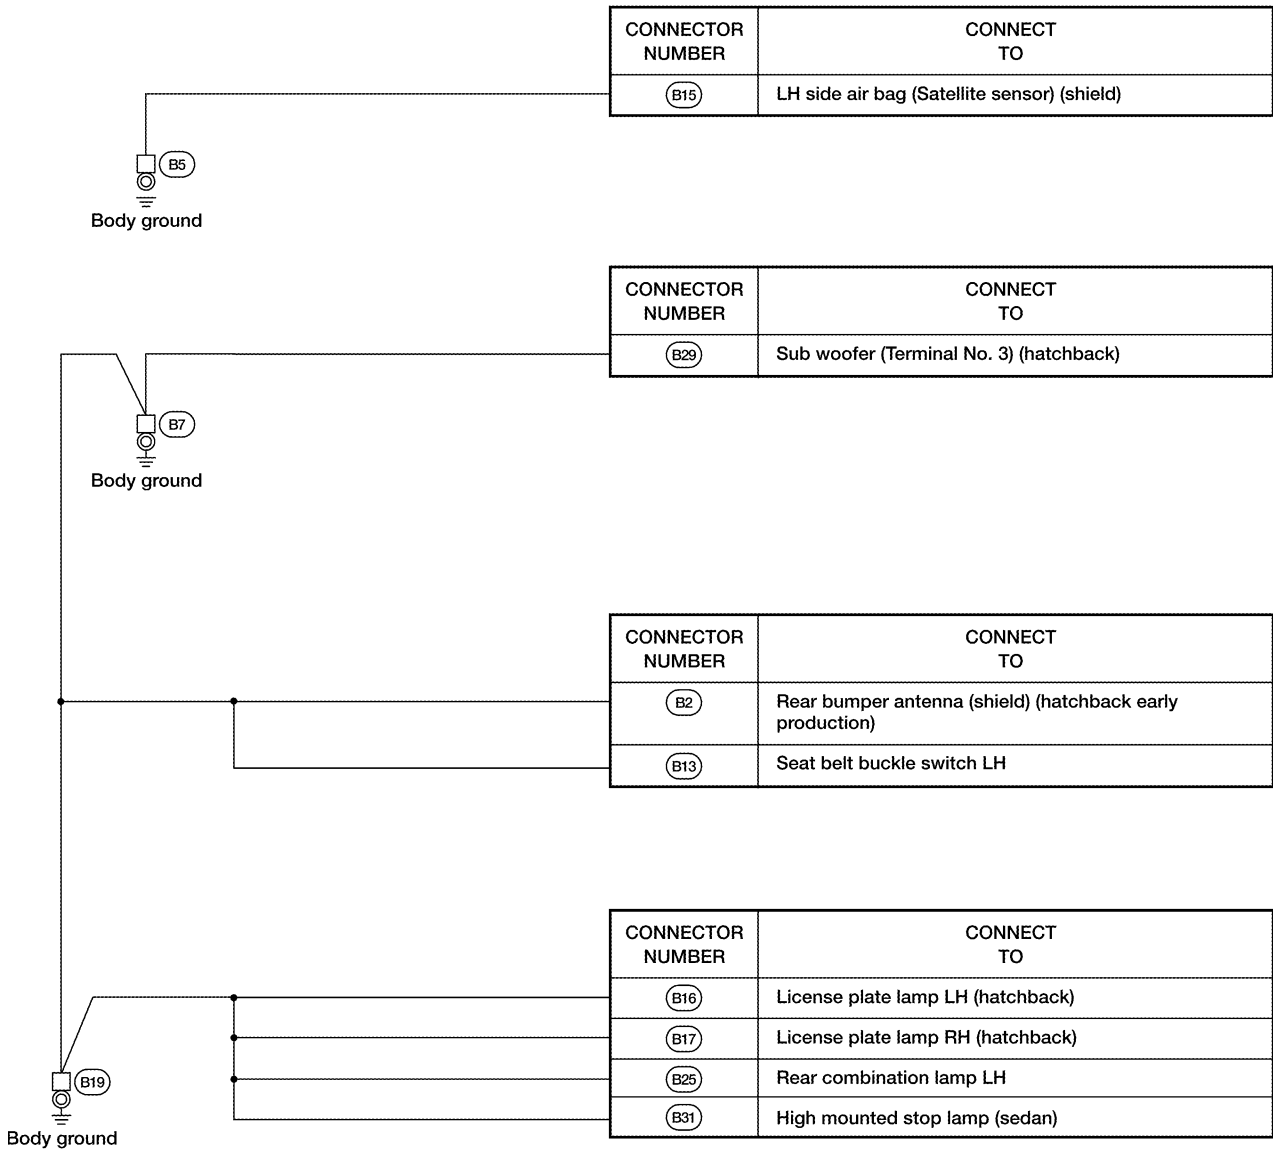 CONNECTOR NUMBER
CONNECT TO
B15
LH side air bag (Satellite sensor) (shield)
B5
Body ground
CONNECTOR NUMBER
CONNECT TO
B29
Sub woofer (Terminal No. 3) (hatchback)
B7
Body ground
CONNECTOR NUMBER
CONNECT TO
B2
Rear bumper antenna (shield) (hatchback early
production)
B13
Seat belt buckle switch LH
CONNECTOR NUMBER
CONNECT TO
B16
License plate lamp LH (hatchback)
B17
License plate lamp RH (hatchback)
B25
Rear combination lamp LH
B31
High mounted stop lamp (sedan)
B19
Body ground